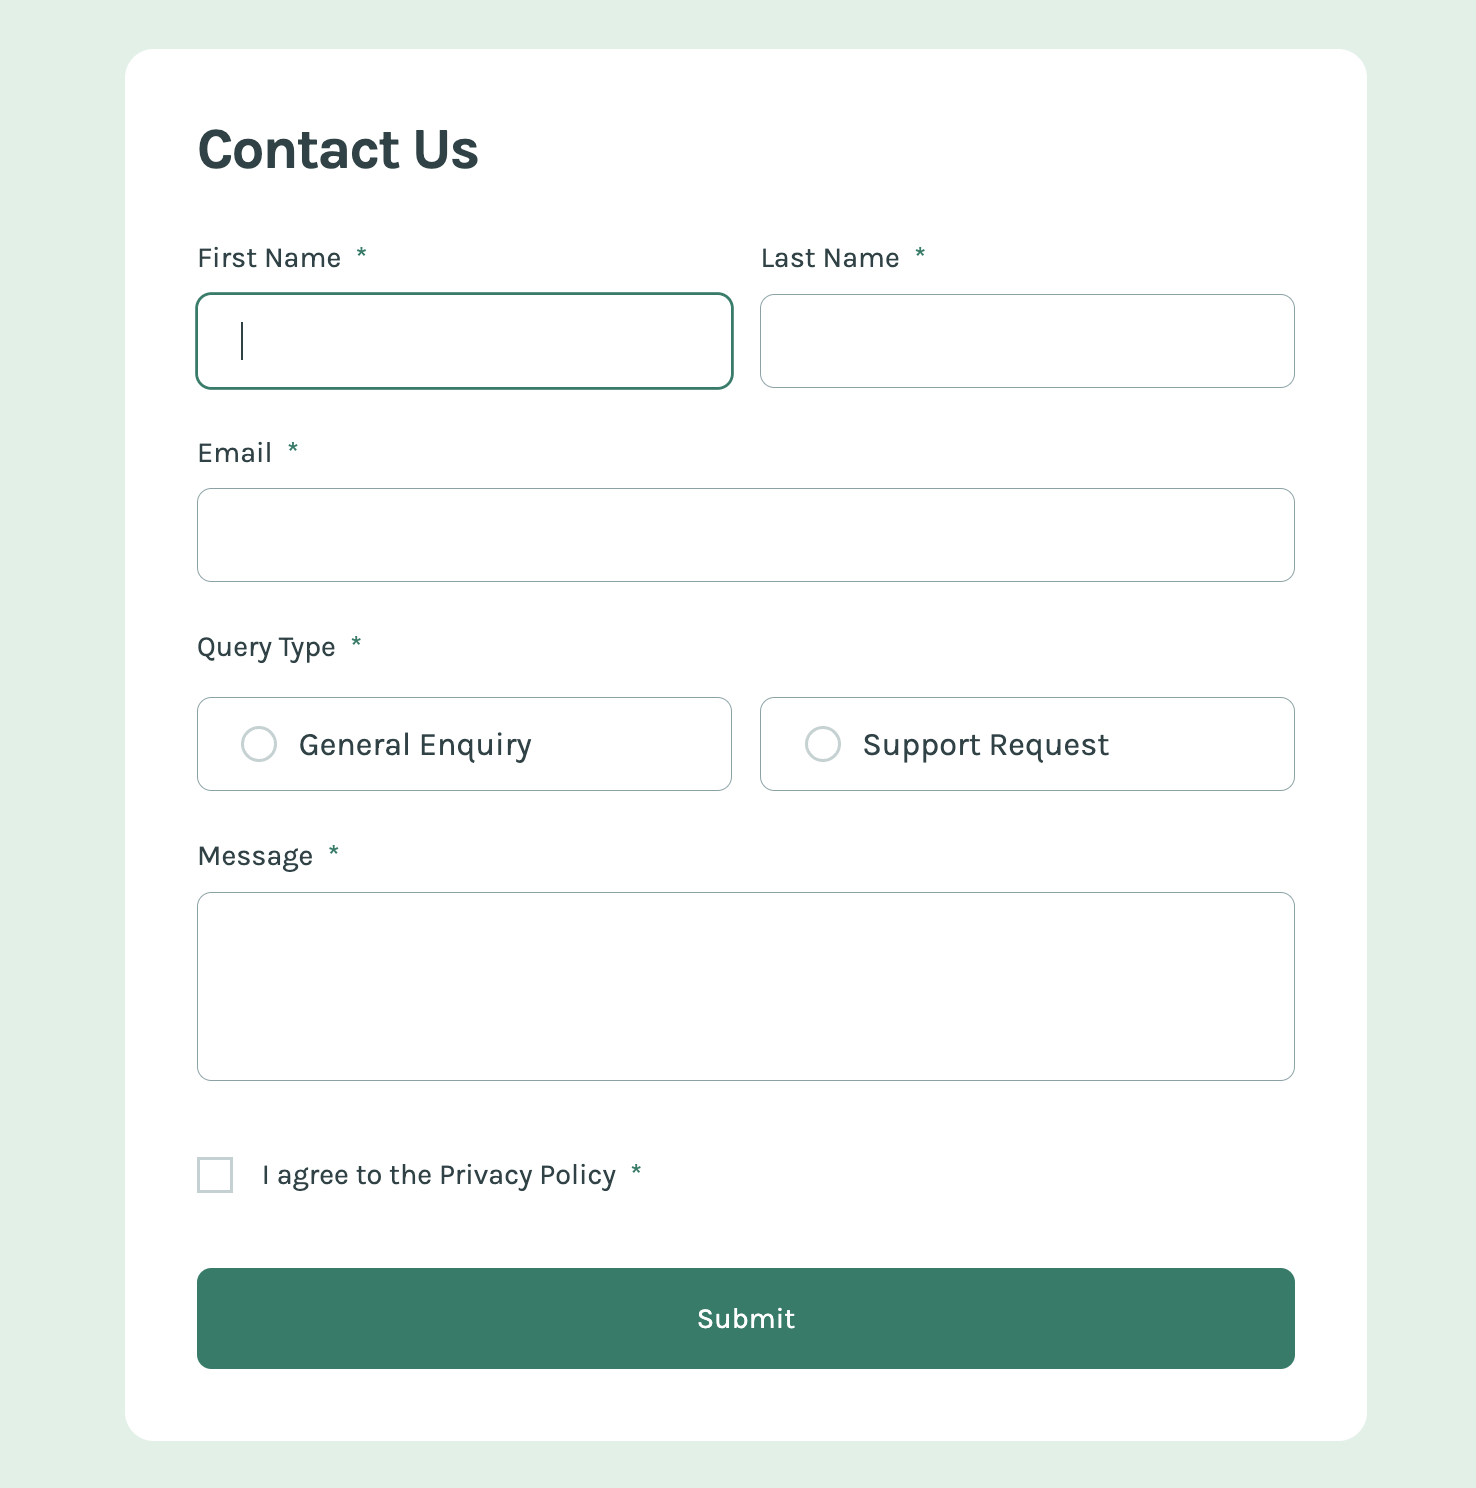 Contact Us
First Name *
Last Name *
Email *
Query Type *
General Enquiry
Support Request
Message *
I agree to the Privacy Policy *
Submit